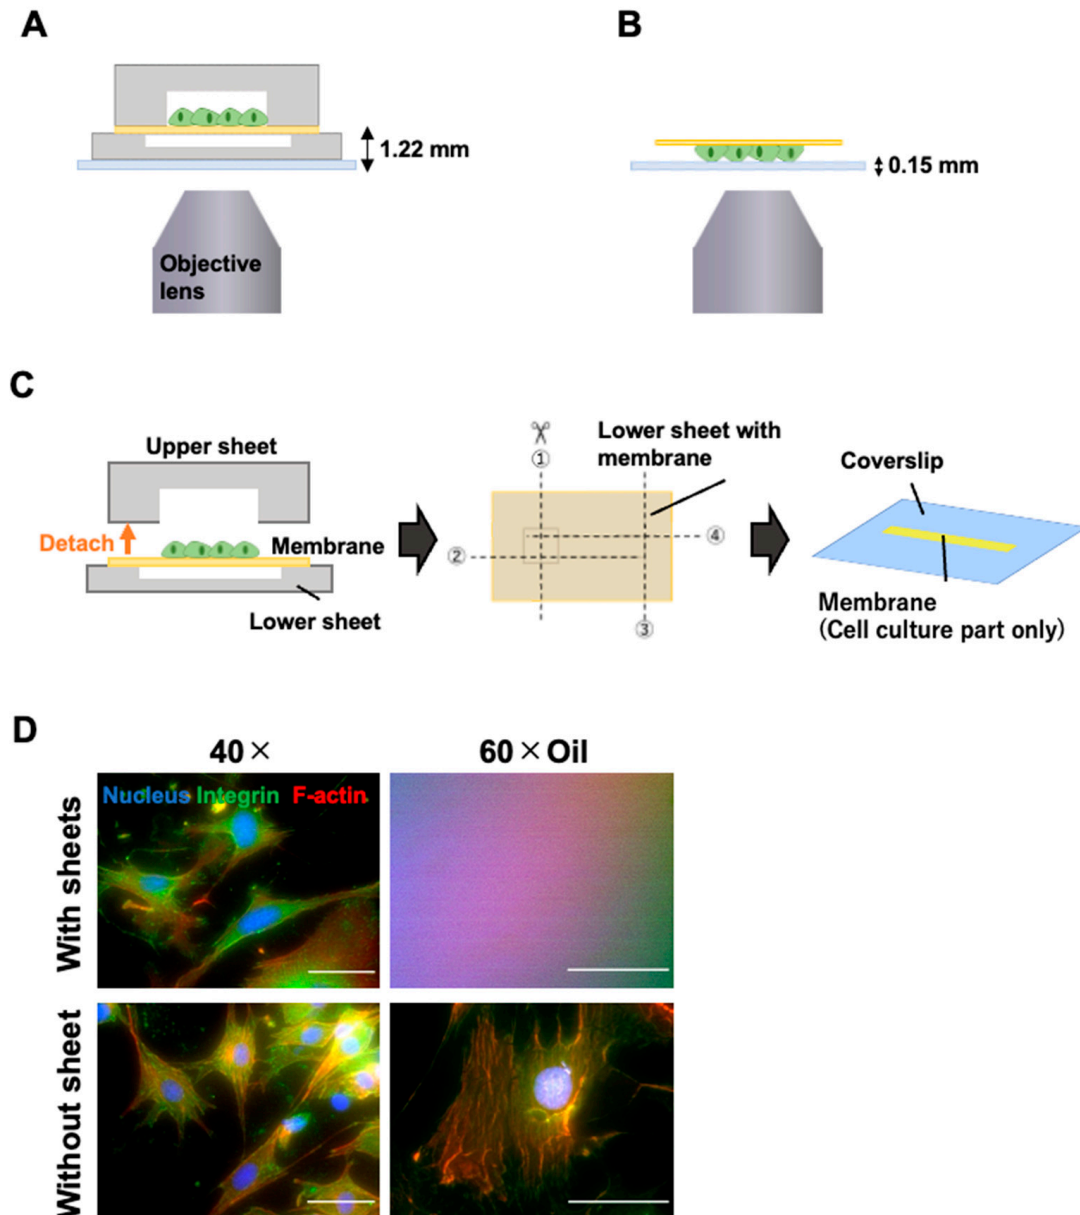 A
B
1.22 mm
0.15 mm
Objective
lens
C
Upper sheet
Detach
Membrane
Lower sheet
①
②
③
④
Lower sheet with
membrane
Coverslip
Membrane
(Cell culture part only)
D
40×
60×Oil
With sheets
Nucleus Integrin F-actin
Without sheet